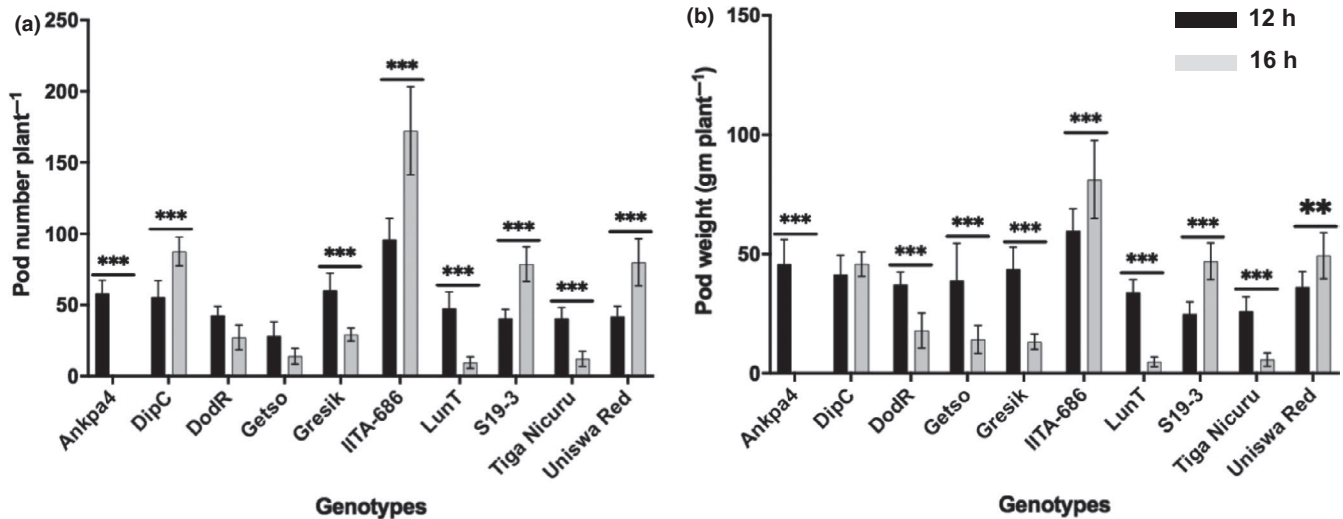 (a)
Pod number plant⁻¹
250
200
150
100
50
0
***
***
***
***
***
***
***
***
Ankpa4
DipC
DodR
Getso
Gresik
IITA-686
LunT
S19-3
Tiga Nicuru
Uniswa Red
Genotypes
(b)
Pod weight (gm plant⁻¹)
150
100
50
0
***
***
***
***
***
***
***
***
**
Ankpa4
DipC
DodR
Getso
Gresik
IITA-686
LunT
S19-3
Tiga Nicuru
Uniswa Red
Genotypes
12 h
16 h